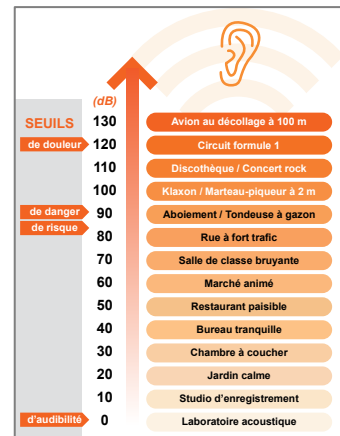 (dB)
SEUILS 130 Avion au décollage à 100 m
de douleur 120 Circuit formule 1
110 Discothèque / Concert rock
100 Klaxon / Marteau-piqueur à 2 m
de danger 90 Aboiement / Tondeuse à gazon
de risque
80 Rue à fort trafic
70 Salle de classe bruyante
60 Marché animé
50 Restaurant paisible
40 Bureau tranquille
30 Chambre à coucher
20 Jardin calme
10 Studio d'enregistrement
d'audibilité 0 Laboratoire acoustique